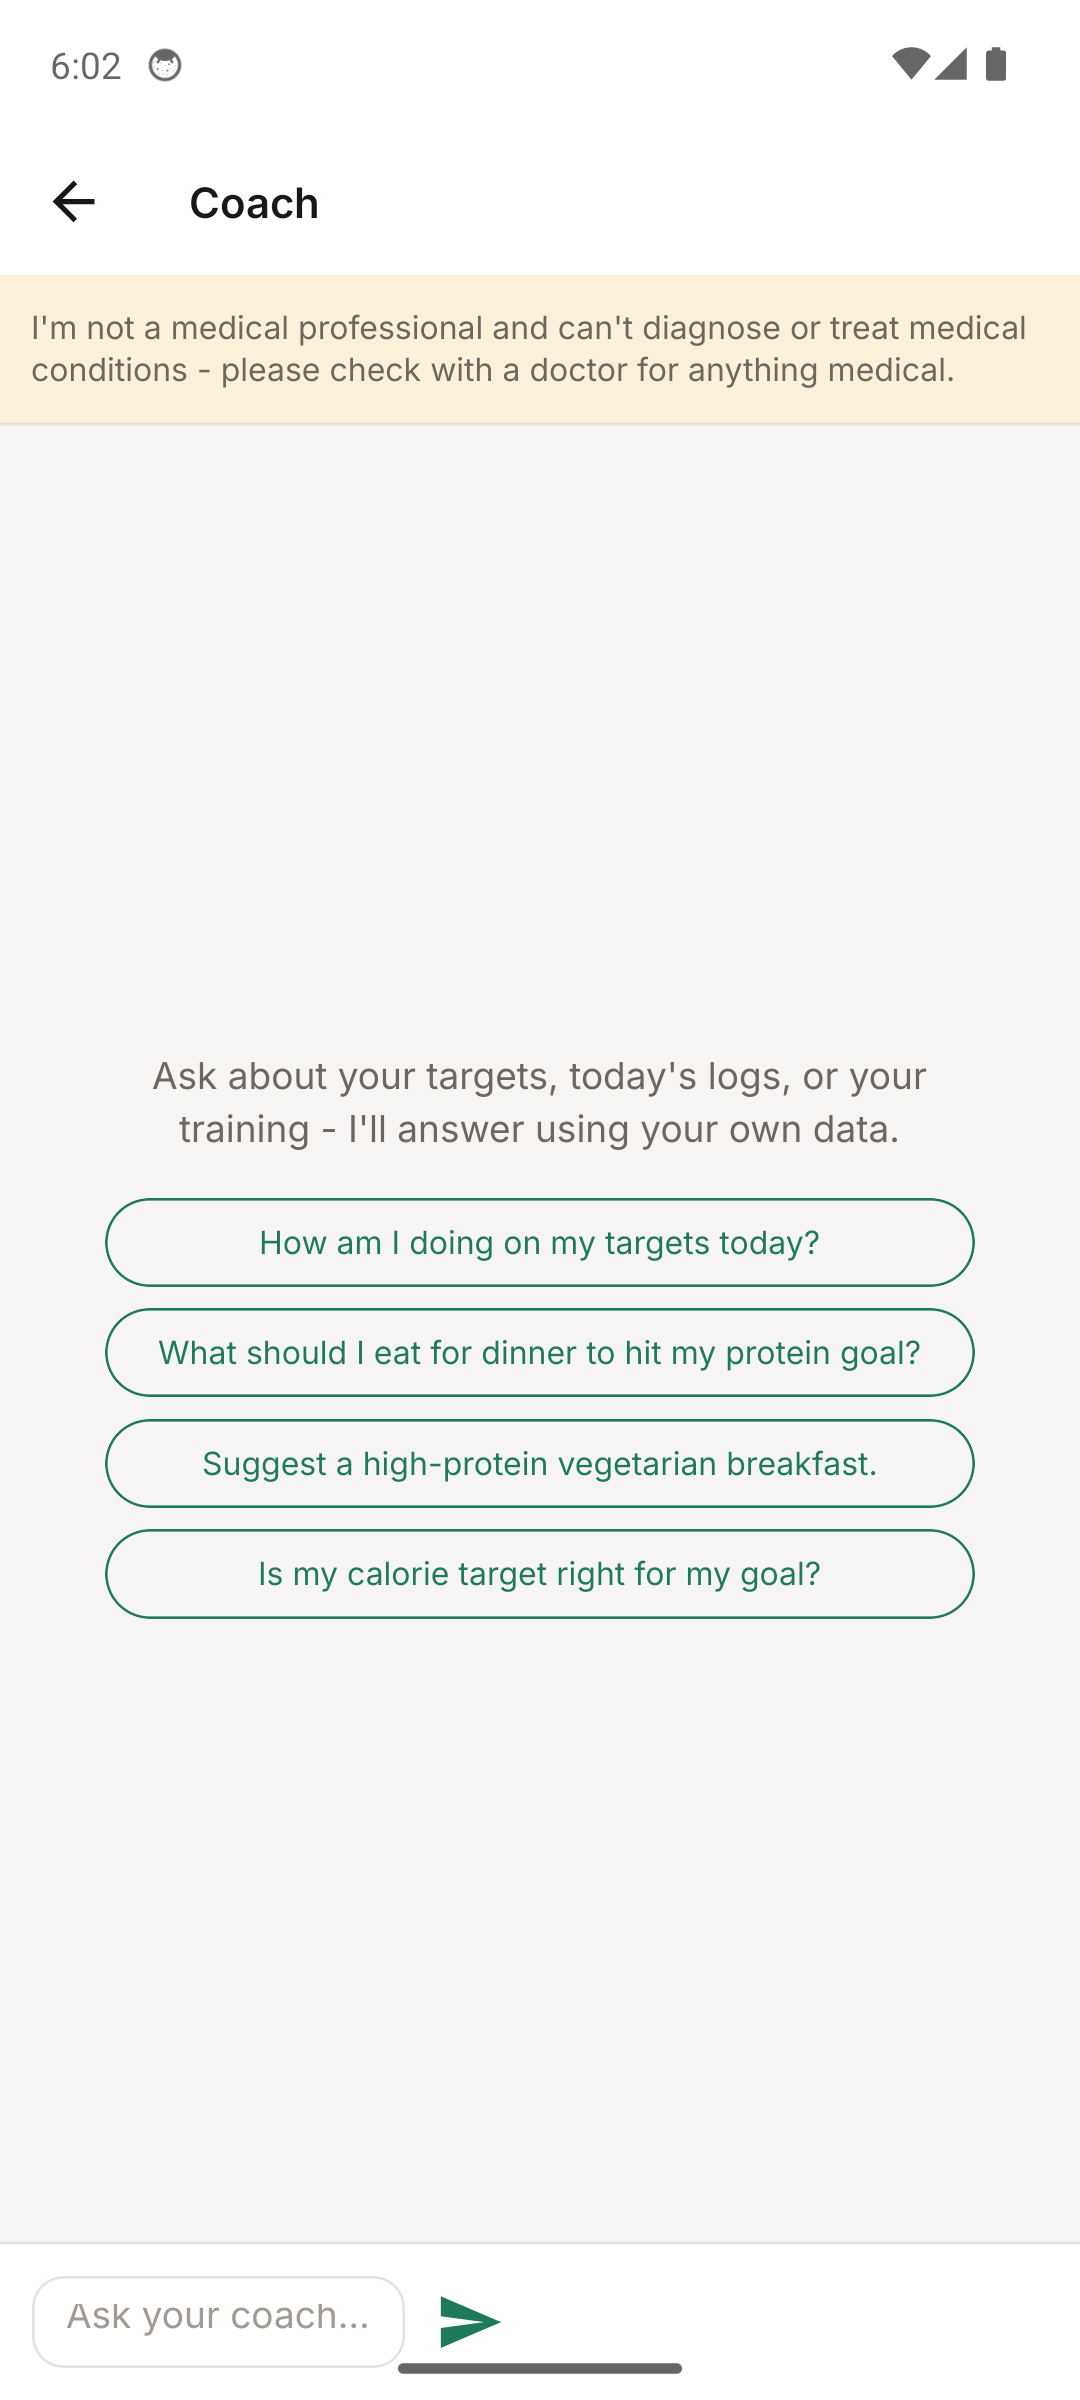 6:02
Coach
I'm not a medical professional and can't diagnose or treat medical
conditions - please check with a doctor for anything medical.
Ask about your targets, today's logs, or your
training - I'll answer using your own data.
How am I doing on my targets today?
What should I eat for dinner to hit my protein goal?
Suggest a high-protein vegetarian breakfast.
Is my calorie target right for my goal?
Ask your coach...